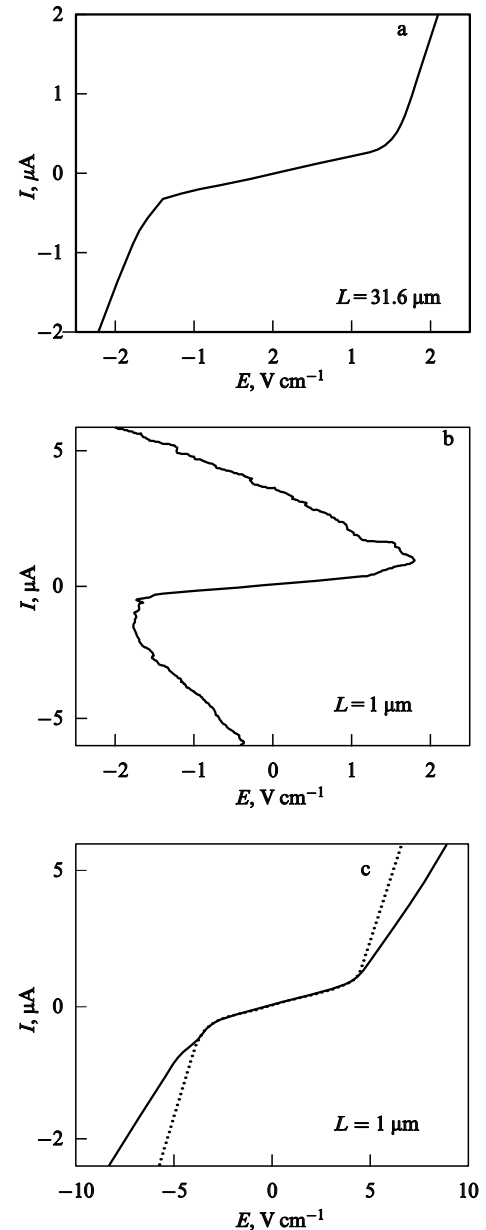 2
a
1
I, μA
0
−1
L = 31.6 μm
−2
−2 −1 2 1 2
E, V cm−1
b
5
I, μA
0
L = 1 μm
−5
−2 −1 0 1 2
E, V cm−1
c
5
I, μA
0
L = 1 μm
−2
−10 −5 0 5 10
E, V cm−1